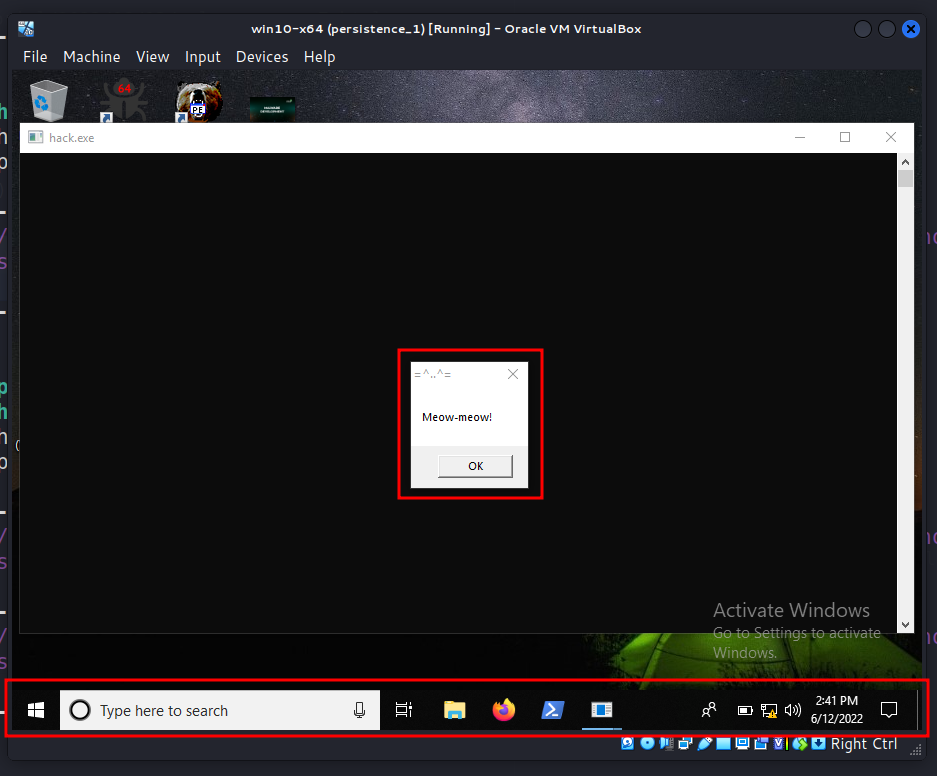 win10-x64 (persistence_1) [Running] - Oracle VM VirtualBox
File Machine View Input Devices Help
64
PE
hack.exe
=^..^=
Meow-meow!
OK
Activate Windows
Go to Settings to activate
Windows.
Type here to search
2:41 PM
6/12/2022
Right Ctrl